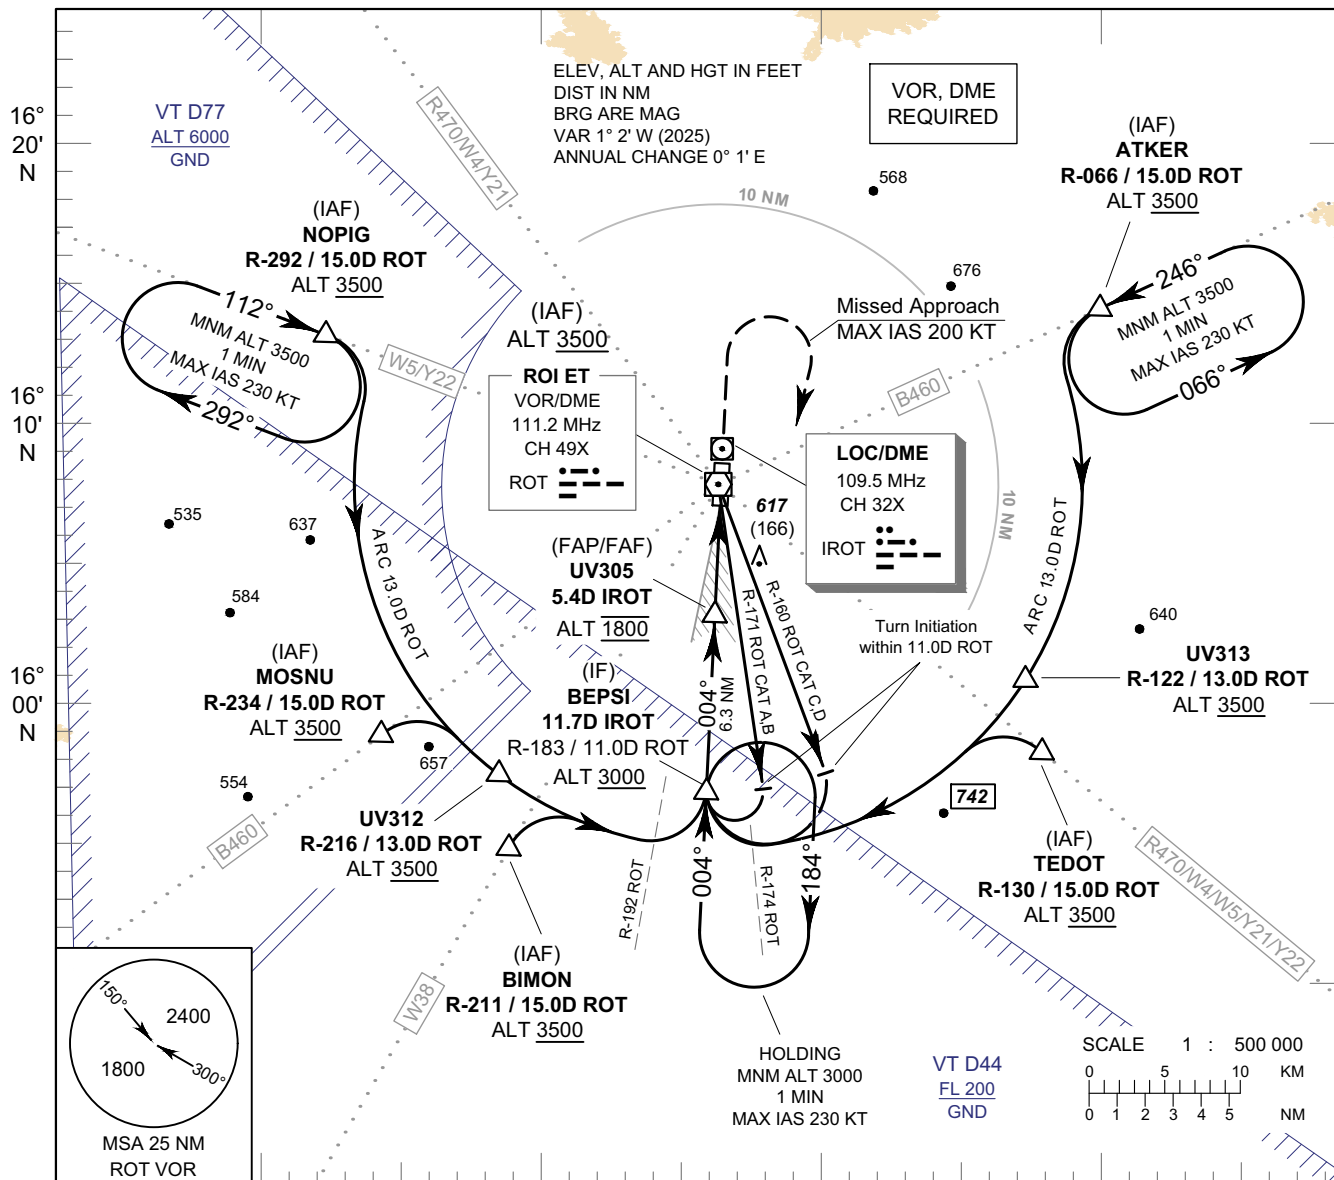 ELEV, ALT AND HGT IN FEET
DIST IN NM
BRG ARE MAG
VAR 1° 2' W (2025)
ANNUAL CHANGE 0° 1' E
VOR, DME
REQUIRED
VT D77
ALT 6000
GND
16°
20'
N
16°
10'
N
16°
00'
N
R470/W4/Y21
10 NM
568
676
(IAF)
ATKER
R-066 / 15.0D ROT
ALT 3500
246°
MNM ALT 3500
1 MIN
MAX IAS 230 KT
066°
(IAF)
NOPIG
R-292 / 15.0D ROT
ALT 3500
112°
MNM ALT 3500
1 MIN
MAX IAS 230 KT
292°
W5/Y22
(IAF)
ALT 3500
ROI ET
VOR/DME
111.2 MHz
CH 49X
ROT
Missed Approach
MAX IAS 200 KT
B460
LOC/DME
109.5 MHz
CH 32X
IROT
617
(166)
10 NM
535
637
584
ARC 13.0D ROT
ARC 13.0D ROT
(FAP/FAF)
UV305
5.4D IROT
ALT 1800
R-171 ROT CAT A,B
R-160 ROT CAT C,D
Turn Initiation
within 11.0D ROT
640
UV313
R-122 / 13.0D ROT
ALT 3500
(IAF)
MOSNU
R-234 / 15.0D ROT
ALT 3500
657
554
(IF)
BEPSI
11.7D IROT
R-183 / 11.0D ROT
ALT 3000
004°
6.3 NM
B460
UV312
R-216 / 13.0D ROT
ALT 3500
742
(IAF)
TEDOT
R-130 / 15.0D ROT
ALT 3500
R470/W4/W5/Y21/Y22
R-192 ROT
004°
R-174 ROT
184°
(IAF)
BIMON
R-211 / 15.0D ROT
ALT 3500
W38
HOLDING
MNM ALT 3000
1 MIN
MAX IAS 230 KT
VT D44
FL 200
GND
SCALE 1 : 500 000
0 5 10 KM
0 1 2 3 4 5 NM
150°
2400
1800
300°
MSA 25 NM
ROT VOR